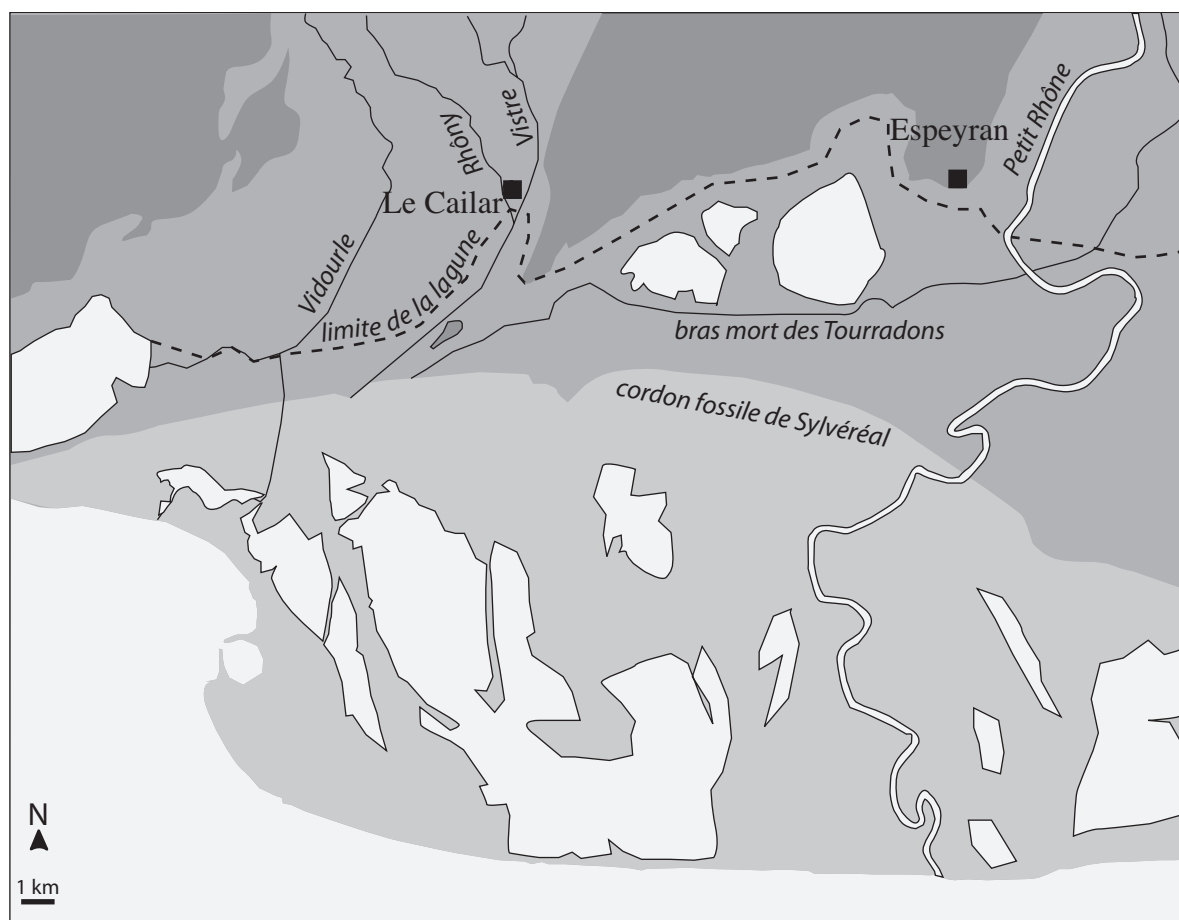 Petit Rhône
Vistre
Rhôny
Espeyran
Le Cailar
Vidourle
limite de la lagune
bras mort des Tourradons
cordon fossile de Sylvéréal
N
1 km